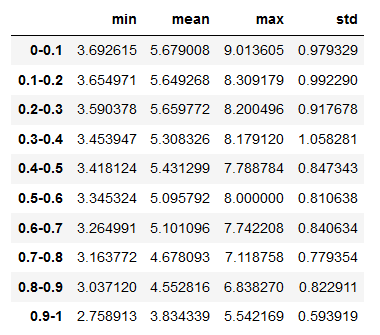 min mean max std
0-0.1 3.692615 5.679008 9.013605 0.979329
0.1-0.2 3.654971 5.649268 8.309179 0.992290
0.2-0.3 3.590378 5.659772 8.200496 0.917678
0.3-0.4 3.453947 5.308326 8.179120 1.058281
0.4-0.5 3.418124 5.431299 7.788784 0.847343
0.5-0.6 3.345324 5.095792 8.000000 0.810638
0.6-0.7 3.264991 5.101096 7.742208 0.840634
0.7-0.8 3.163772 4.678093 7.118758 0.779354
0.8-0.9 3.037120 4.552816 6.838270 0.822911
0.9-1 2.758913 3.834339 5.542169 0.593919